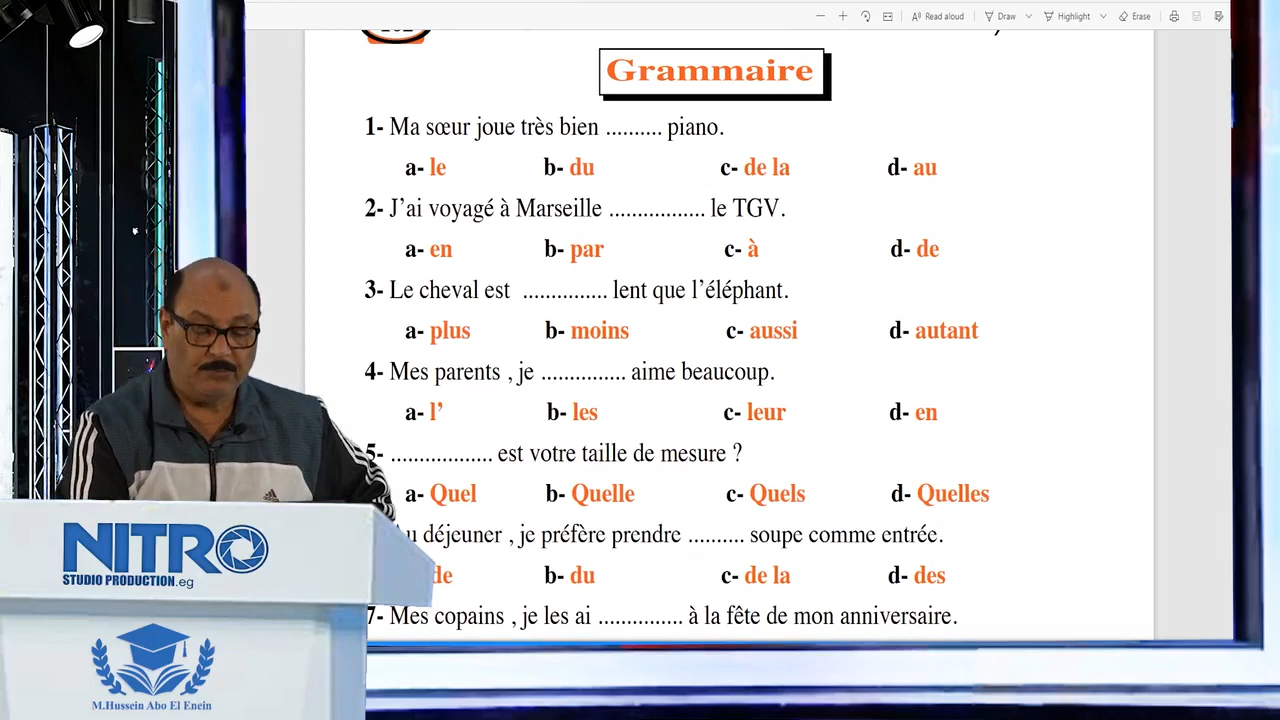 Read aloud Draw Highlight Erase
Grammaire
1- Ma sœur joue très bien .......... piano.
a- le b- du c- de la d- au
2- J’ai voyagé à Marseille ................. le TGV.
a- en b- par c- à d- de
3- Le cheval est ............... lent que l’éléphant.
a- plus b- moins c- aussi d- autant
4- Mes parents , je ............... aime beaucoup.
a- l’ b- les c- leur d- en
5- .................. est votre taille de mesure ?
a- Quel b- Quelle c- Quels d- Quelles
déjeuner , je préfère prendre .......... soupe comme entrée.
de b- du c- de la d- des
7- Mes copains , je les ai ............... à la fête de mon anniversaire.
NITRO
STUDIO PRODUCTION.eg
M.Hussein Abo El Enein